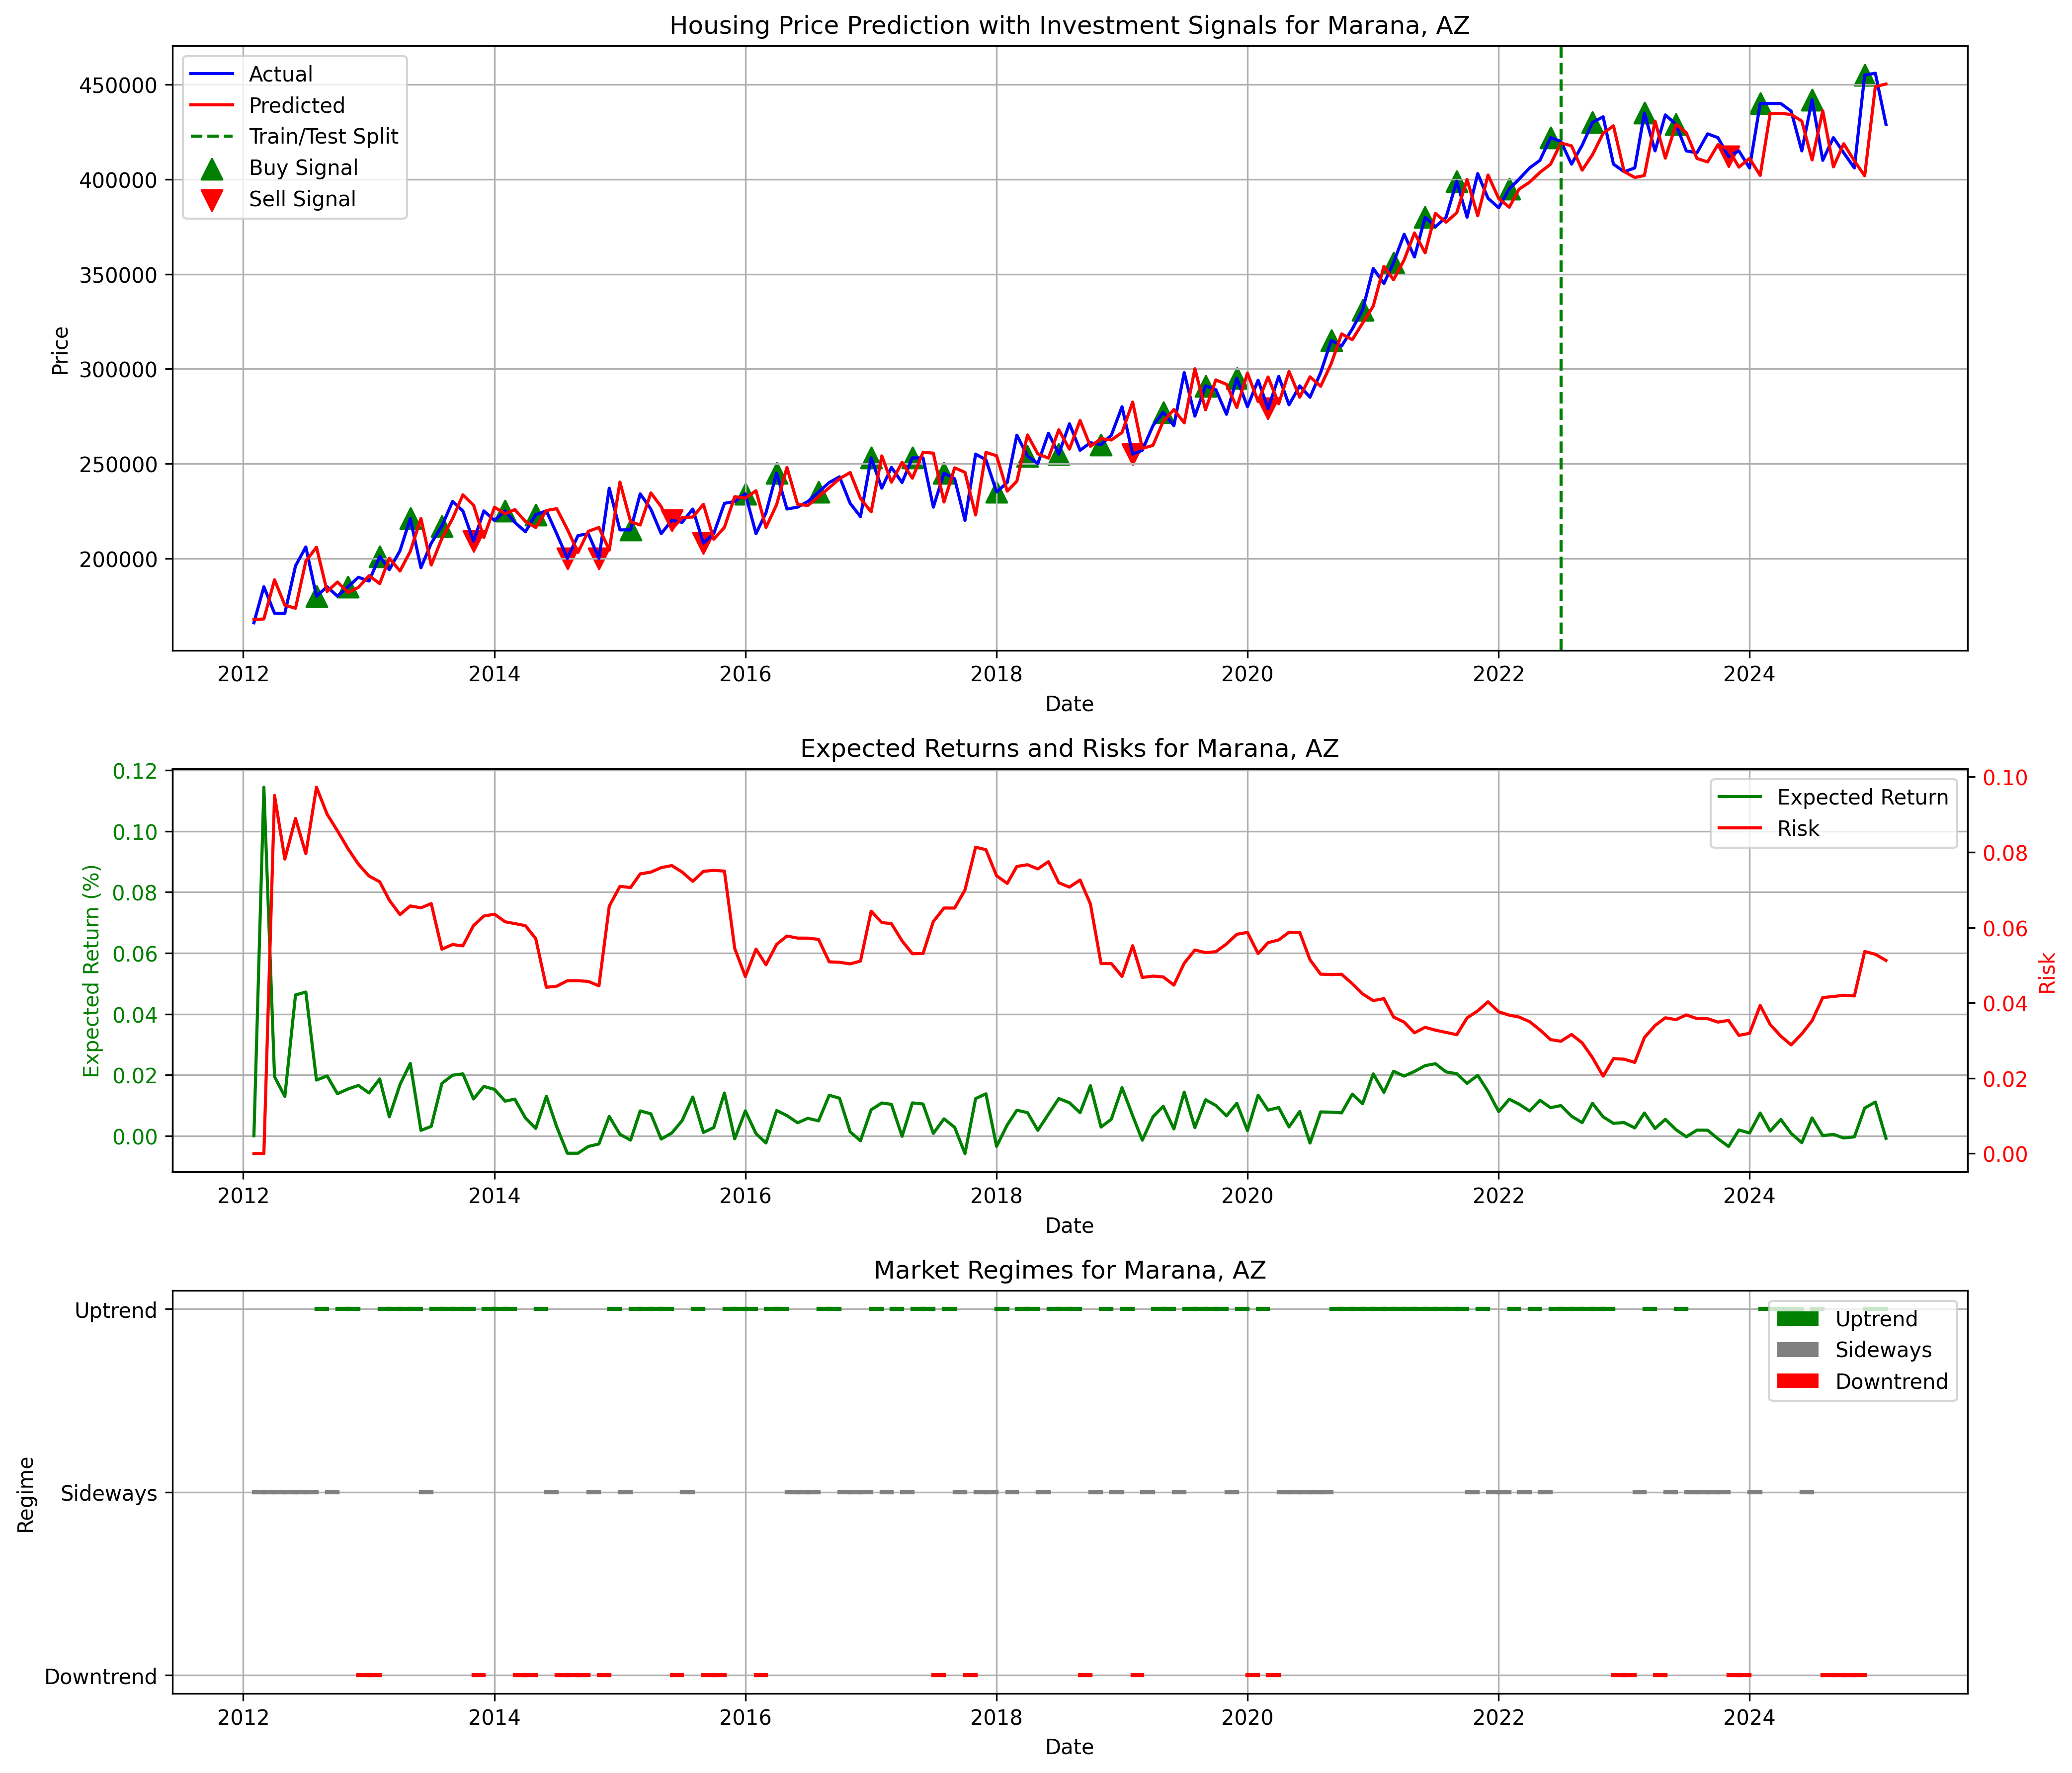 Housing Price Prediction with Investment Signals for Marana, AZ
Actual
Predicted
Train/Test Split
Buy Signal
Sell Signal
Price
450000
400000
350000
300000
250000
200000
2012 2014 2016 2018 2020 2022 2024
Date
Expected Returns and Risks for Marana, AZ
Expected Return
Risk
Expected Return (%)
0.12
0.10
0.08
0.06
0.04
0.02
0.00
Risk
0.10
0.08
0.06
0.04
0.02
0.00
2012 2014 2016 2018 2020 2022 2024
Date
Market Regimes for Marana, AZ
Uptrend
Sideways
Downtrend
Regime
Uptrend
Sideways
Downtrend
2012 2014 2016 2018 2020 2022 2024
Date